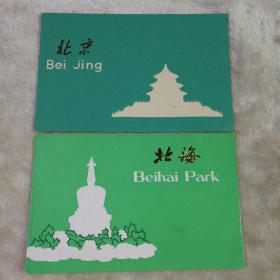 北京
Bei Jing
北海
Beihai Park